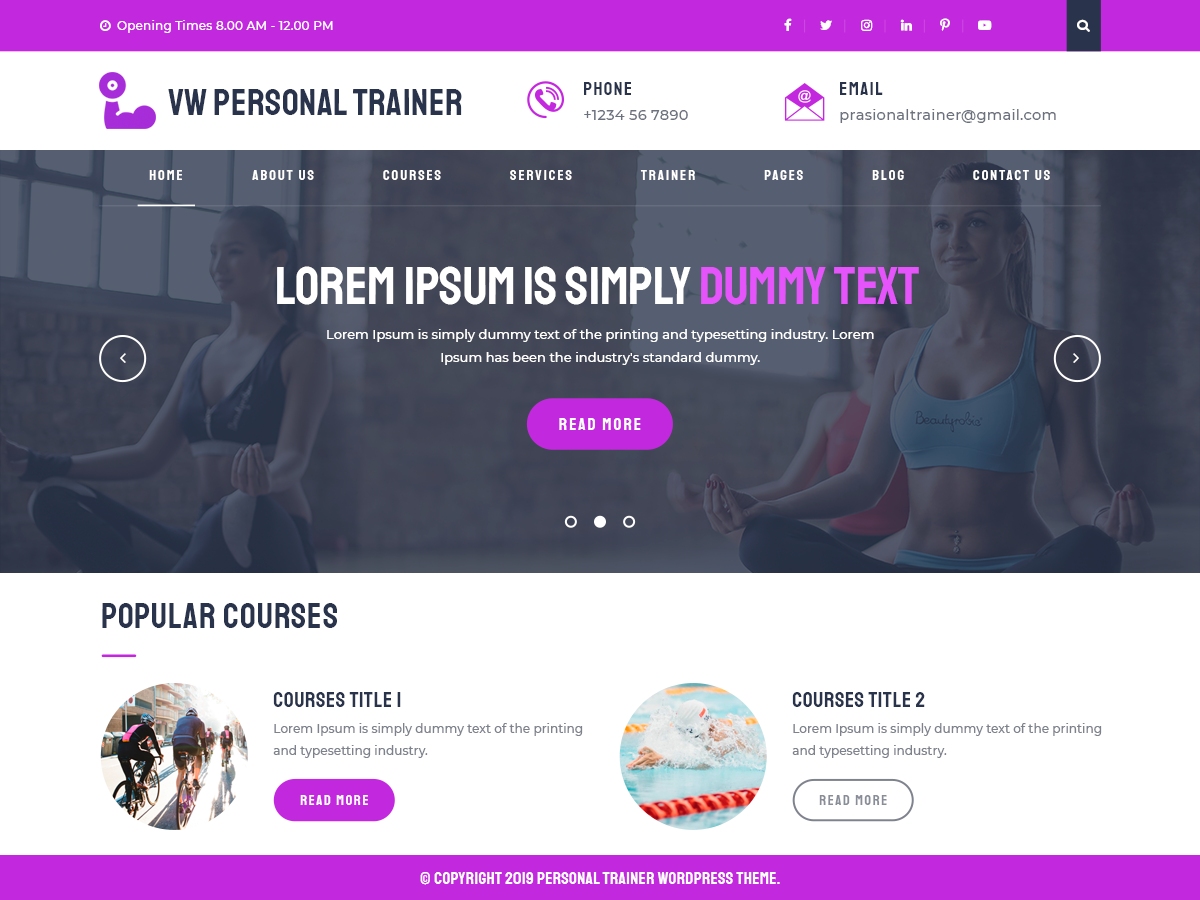 Opening Times 8.00 AM - 12.00 PM
VW PERSONAL TRAINER
PHONE
+1234 56 7890
@
EMAIL
prasionaltrainer@gmail.com
HOME ABOUT US COURSES SERVICES TRAINER PAGES BLOG CONTACT US
LOREM IPSUM IS SIMPLY DUMMY TEXT
Lorem Ipsum is simply dummy text of the printing and typesetting industry. Lorem
Ipsum has been the industry's standard dummy.
READ MORE
POPULAR COURSES
COURSES TITLE 1
Lorem Ipsum is simply dummy text of the printing
and typesetting industry.
READ MORE
COURSES TITLE 2
Lorem Ipsum is simply dummy text of the printing
and typesetting industry.
READ MORE
© COPYRIGHT 2019 PERSONAL TRAINER WORDPRESS THEME.